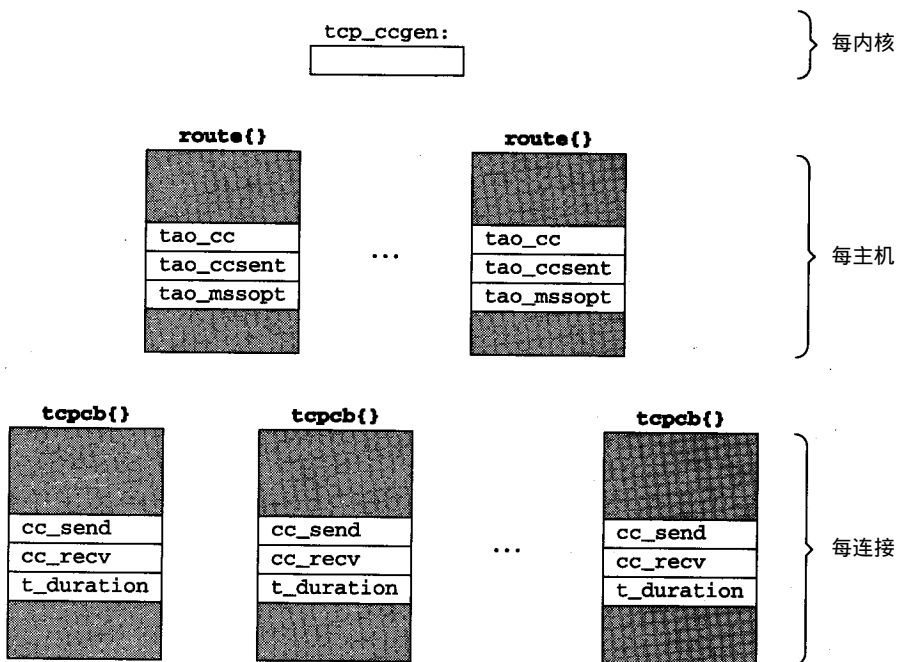 tcp_ccgen:
每内核
route{}
route{}
tao_cc
tao_ccsent
tao_mssopt
...
tao_cc
tao_ccsent
tao_mssopt
每主机
tcpcb{}
tcpcb{}
tcpcb{}
cc_send
cc_recv
t_duration
cc_send
cc_recv
t_duration
...
cc_send
cc_recv
t_duration
每连接